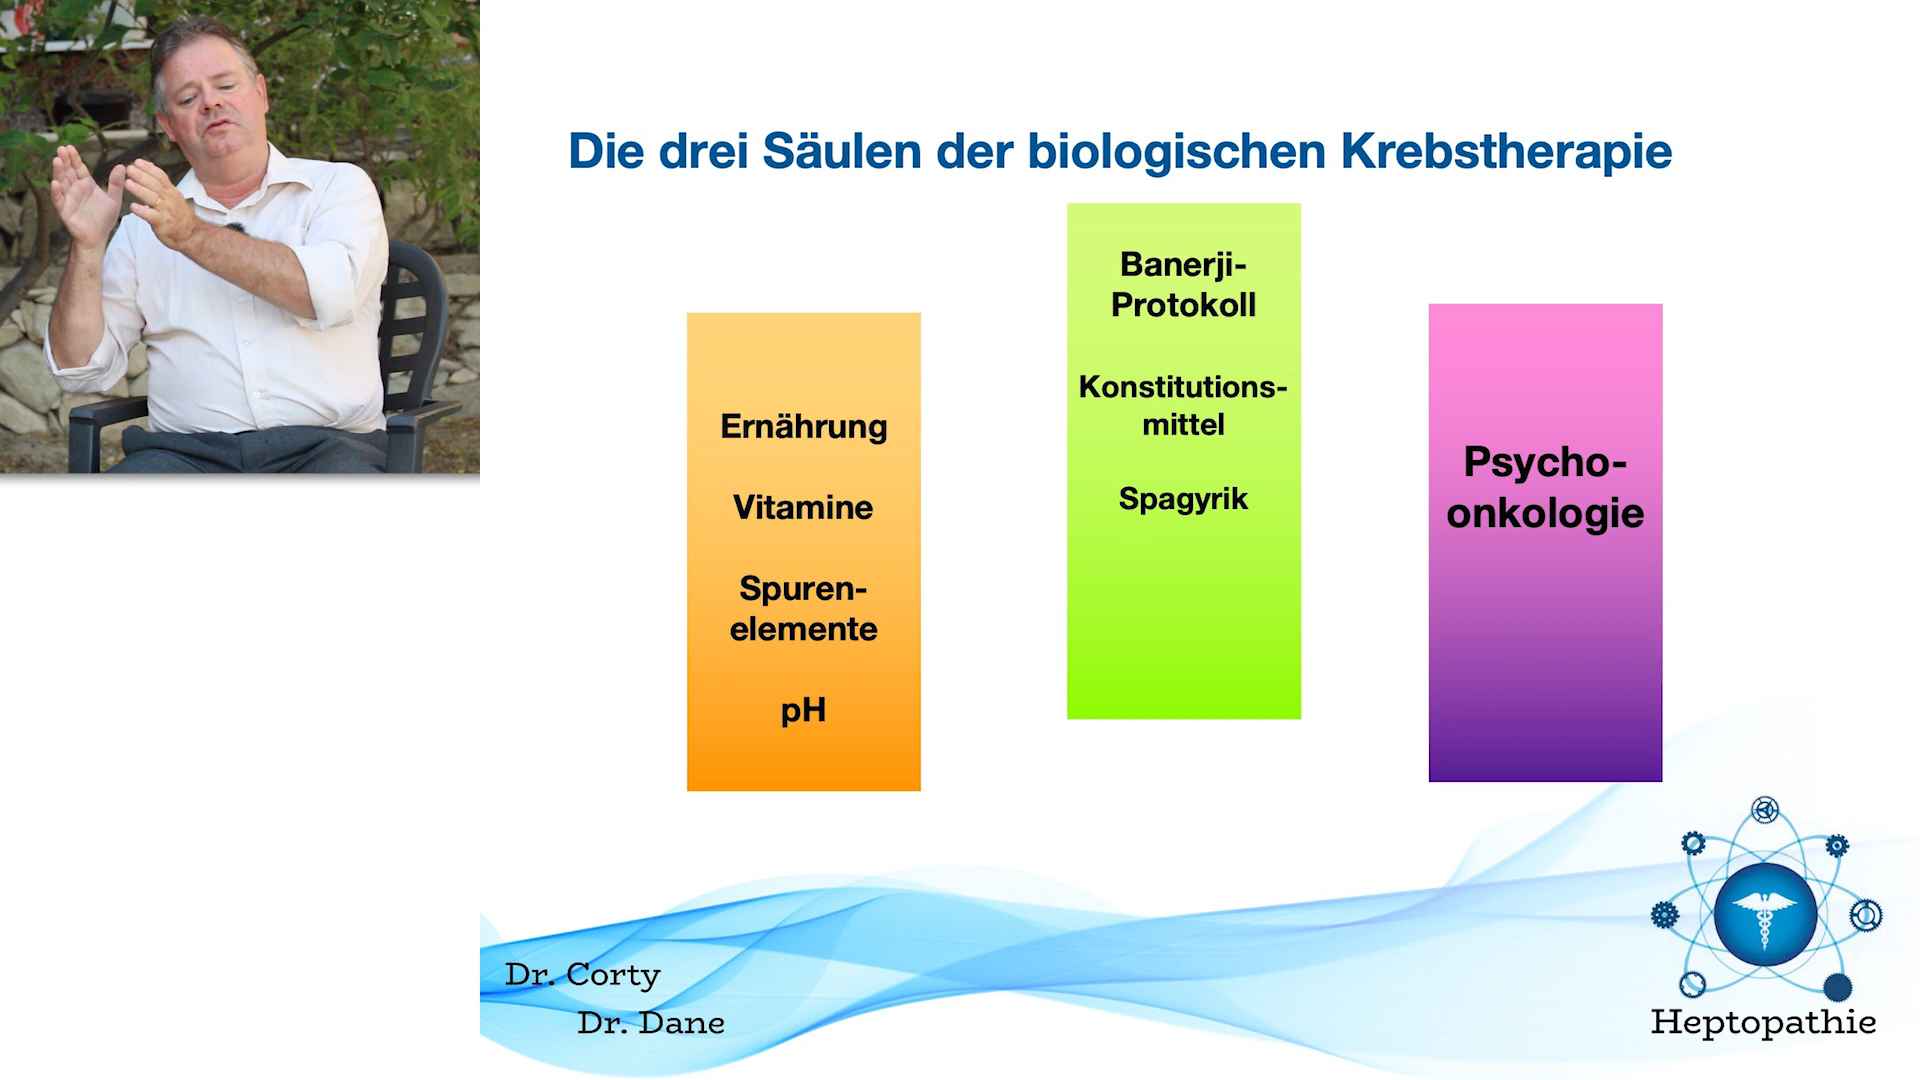 Die drei Säulen der biologischen Krebstherapie
Ernährung
Vitamine
Spuren-
elemente
pH
Banerji-
Protokoll
Konstitutions-
mittel
Spagyrik
Psycho-
onkologie
Dr. Corty
Dr. Dane
Heptopathie